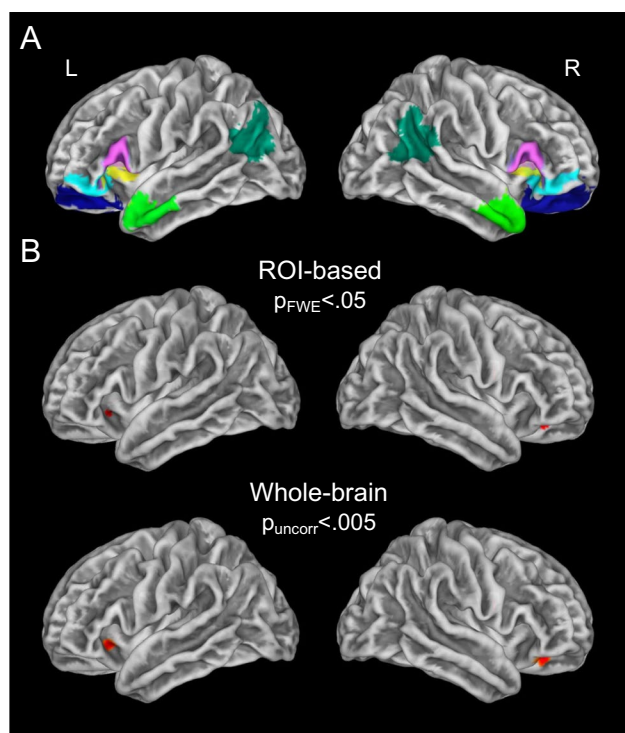 A
L
R
B
ROI-based
pFWE<.05
Whole-brain
puncorr<.005